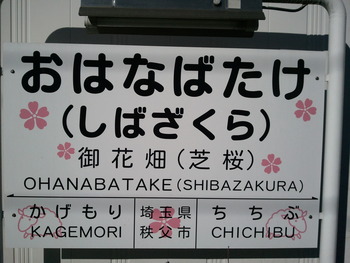 おはなばたけ
(しばざくら)
御花畑(芝桜)
OHANABATAKE(SHIBAZAKURA)
かげもり 埼玉県 ちちぶ
KAGEMORI 秩父市 CHICHIBU